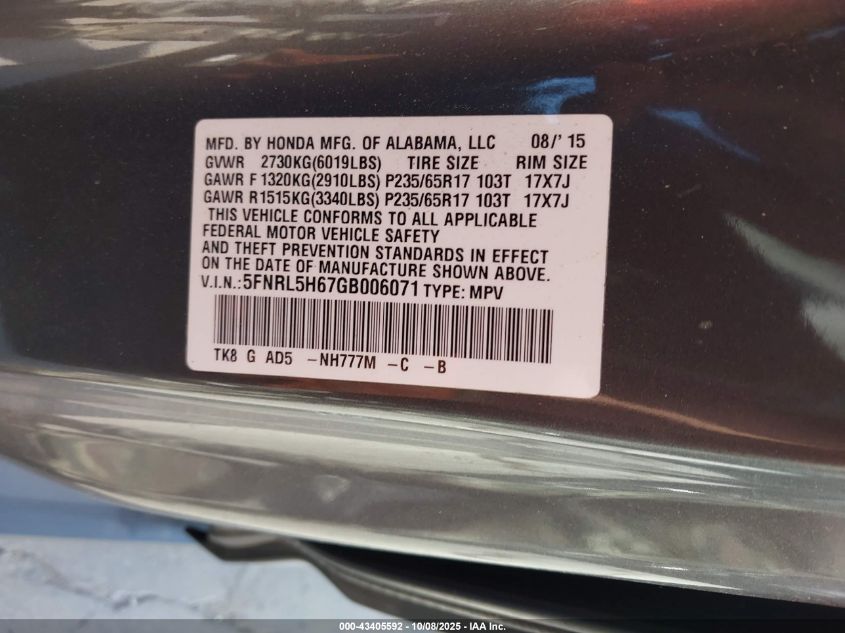 MFD. BY HONDA MFG. OF ALABAMA, LLC 08/' 15
GVWR 2730KG(6019LBS) TIRE SIZE RIM SIZE
GAWR F 1320KG(2910LBS) P235/65R17 103T 17X7J
GAWR R1515KG(3340LBS) P235/65R17 103T 17X7J
THIS VEHICLE CONFORMS TO ALL APPLICABLE
FEDERAL MOTOR VEHICLE SAFETY
AND THEFT PREVENTION STANDARDS IN EFFECT
ON THE DATE OF MANUFACTURE SHOWN ABOVE.
V.I.N.:5FNRL5H67GB006071 TYPE: MPV
TK8 G AD5 -NH777M -C -B
000-43405592 - 10/08/2025 - IAA Inc.